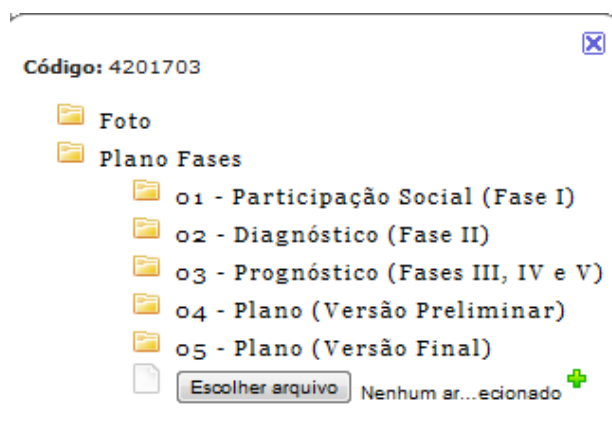 Código: 4201703
Foto
Plano Fases
01 - Participação Social (Fase I)
02 - Diagnóstico (Fase II)
03 - Prognóstico (Fases III, IV e V)
04 - Plano (Versão Preliminar)
05 - Plano (Versão Final)
Escolher arquivo Nenhum ar...ecionado